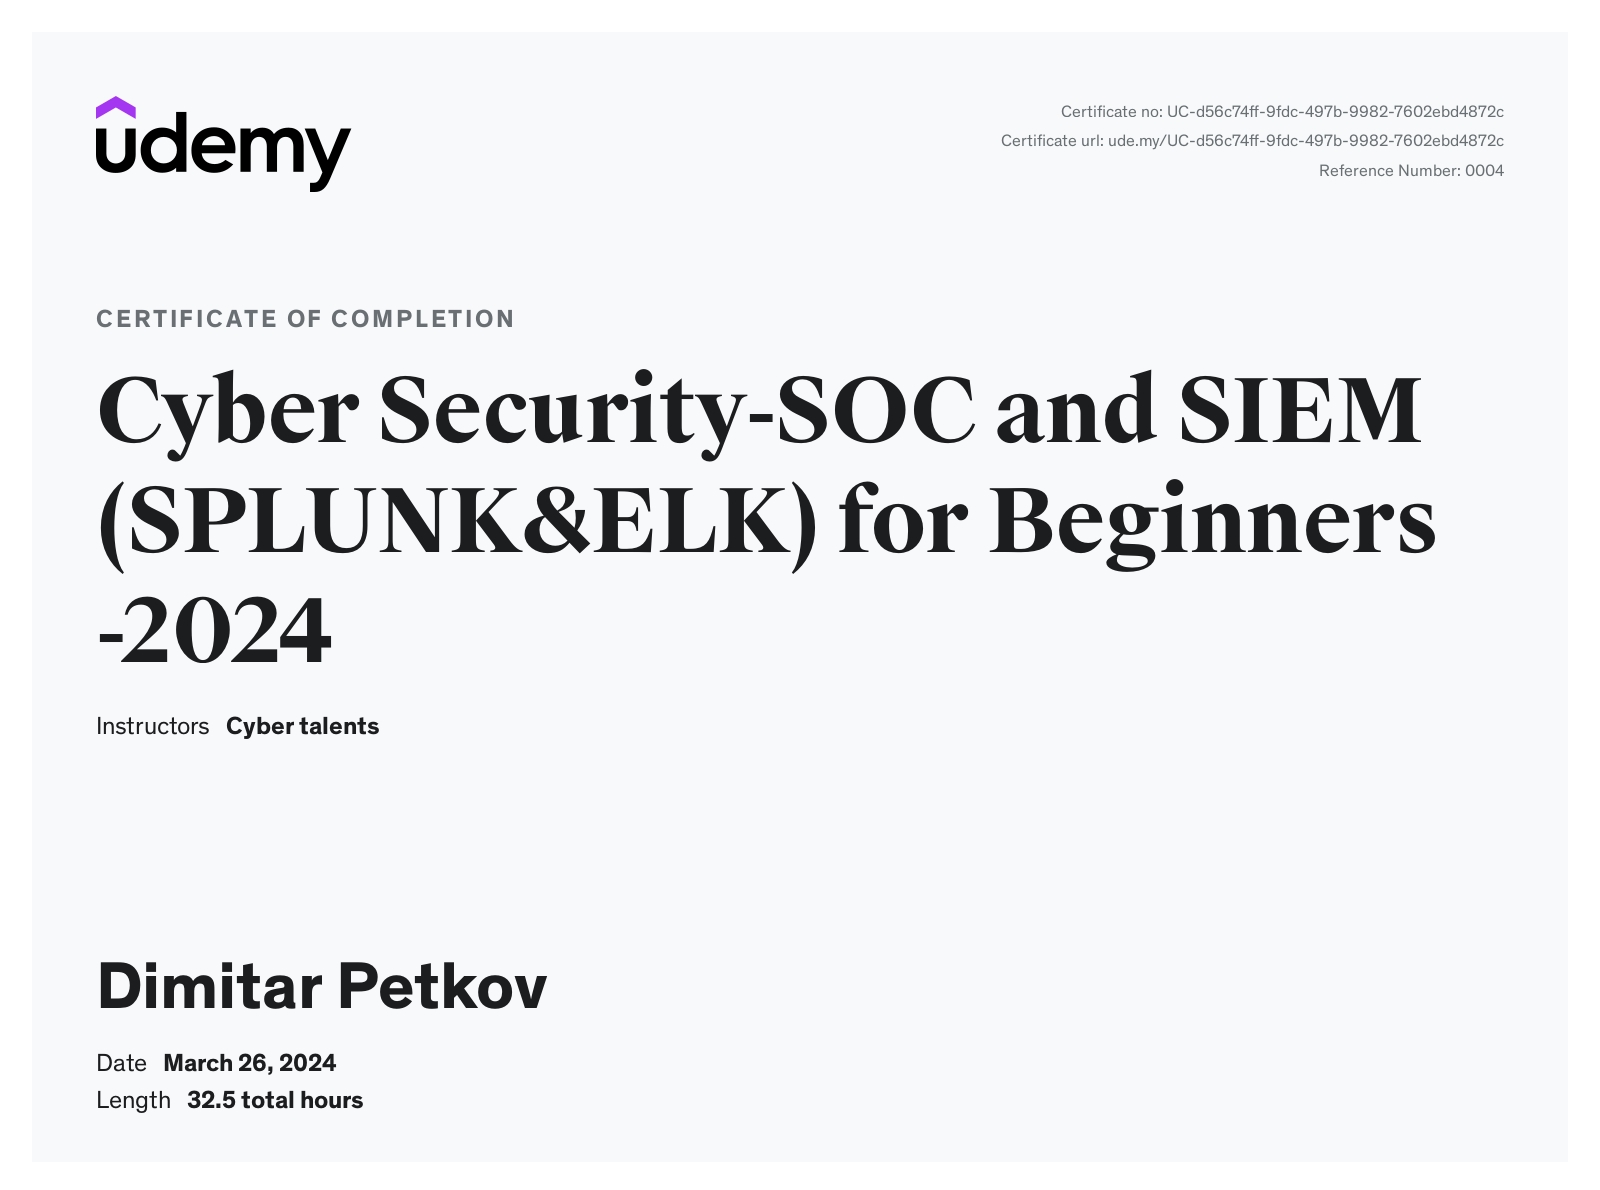 udemy
Certificate no: UC-d56c74ff-9fdc-497b-9982-7602ebd4872c
Certificate url: ude.my/UC-d56c74ff-9fdc-497b-9982-7602ebd4872c
Reference Number: 0004
CERTIFICATE OF COMPLETION
Cyber Security-SOC and SIEM
(SPLUNK&ELK) for Beginners
-2024
Instructors Cyber talents
Dimitar Petkov
Date March 26, 2024
Length 32.5 total hours